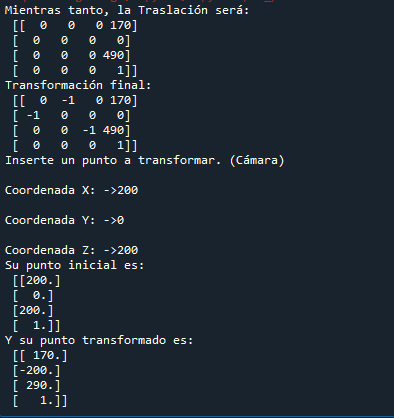 Mientras tanto, la Traslación será:
[[  0   0   0 170]
[  0   0   0   0]
[  0   0   0 490]
[  0   0   0   1]]
Transformación final:
[[  0  -1   0 170]
[ -1   0   0   0]
[  0   0  -1 490]
[  0   0   0   1]]
Inserte un punto a transformar. (Cámara)
Coordenada X: ->200
Coordenada Y: ->0
Coordenada Z: ->200
Su punto inicial es:
[[200.]
[  0.]
[200.]
[  1.]]
Y su punto transformado es:
[[ 170.]
[-200.]
[ 290.]
[   1.]]